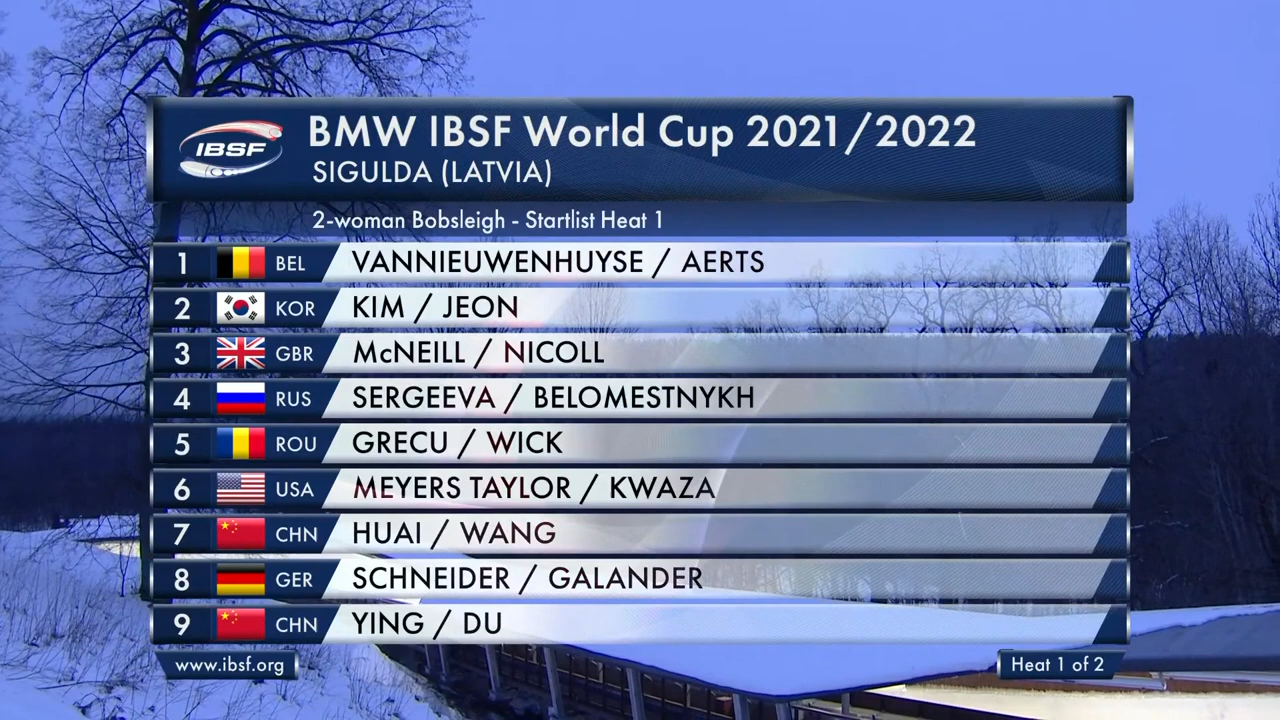 IBSF
BMW IBSF World Cup 2021/2022
SIGULDA (LATVIA)
2-woman Bobsleigh - Startlist Heat 1
1 BEL VANNIEUWENHUYSE / AERTS
2 KOR KIM / JEON
3 GBR McNEILL / NICOLL
4 RUS SERGEEVA / BELOMESTNYKH
5 ROU GRECU / WICK
6 USA MEYERS TAYLOR / KWAZA
7 CHN HUAI / WANG
8 GER SCHNEIDER / GALANDER
9 CHN YING / DU
www.ibsf.org
Heat 1 of 2